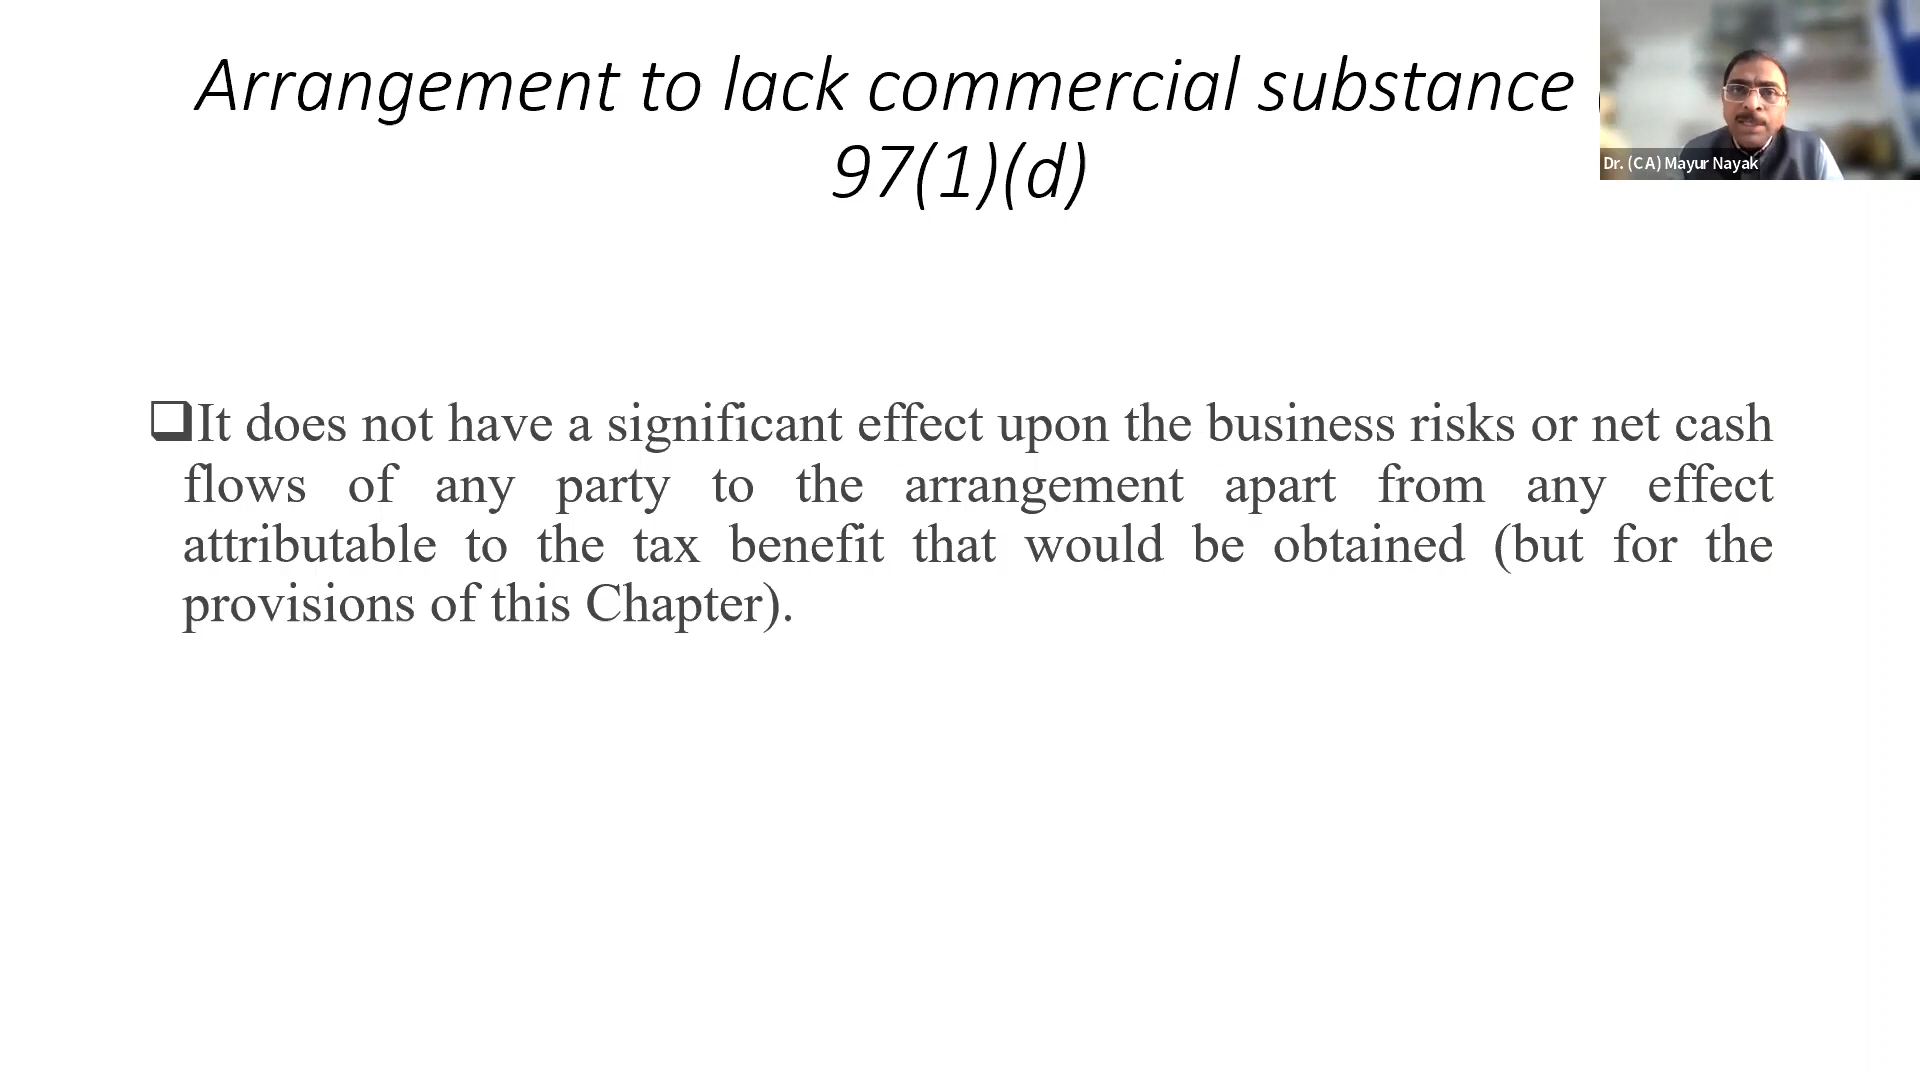 Arrangement to lack commercial substance
97(1)(d)
Dr. (CA) Mayur Nayak
❑It does not have a significant effect upon the business risks or net cash
flows of any party to the arrangement apart from any effect
attributable to the tax benefit that would be obtained (but for the
provisions of this Chapter).